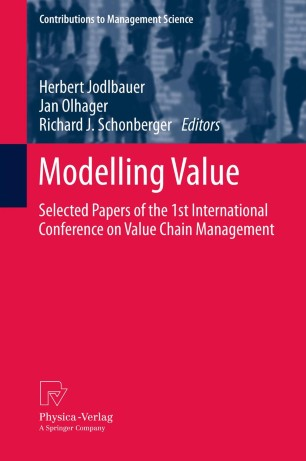 Contributions to Management Science
Herbert Jodlbauer
Jan Olhager
Richard J. Schonberger Editors
Modelling Value
Selected Papers of the 1st International
Conference on Value Chain Management
Physica-Verlag
A Springer Company